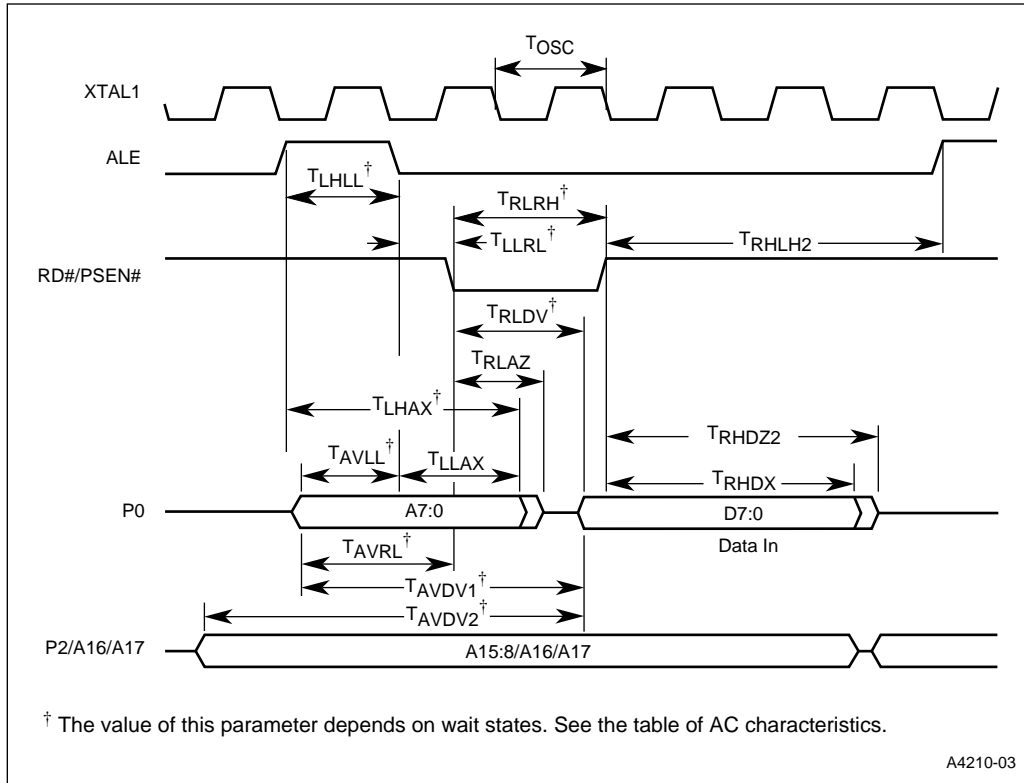 TOSC
XTAL1
ALE
TLHLL†
TRLRH†
TLLRL†
TRHLH2
RD#/PSEN#
TRLDV†
TRLAZ
TLHAX†
TRHDZ2
TAVLL†
TLLAX
TRHDX
P0
A7:0
D7:0
Data In
TAVRL†
TAVDV1†
TAVDV2†
P2/A16/A17
A15:8/A16/A17
† The value of this parameter depends on wait states. See the table of AC characteristics.
A4210-03